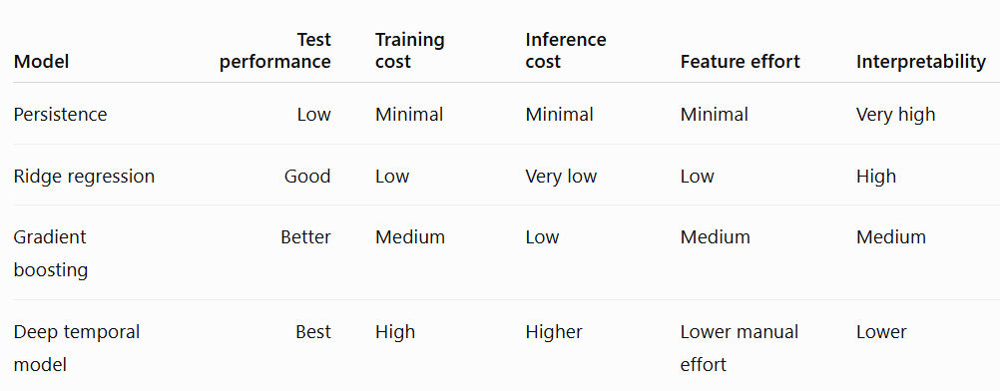 Model Test performance Training cost Inference cost Feature effort Interpretability
Persistence Low Minimal Minimal Minimal Very high
Ridge regression Good Low Very low Low High
Gradient boosting Better Medium Low Medium Medium
Deep temporal model Best High Higher Lower manual effort Lower